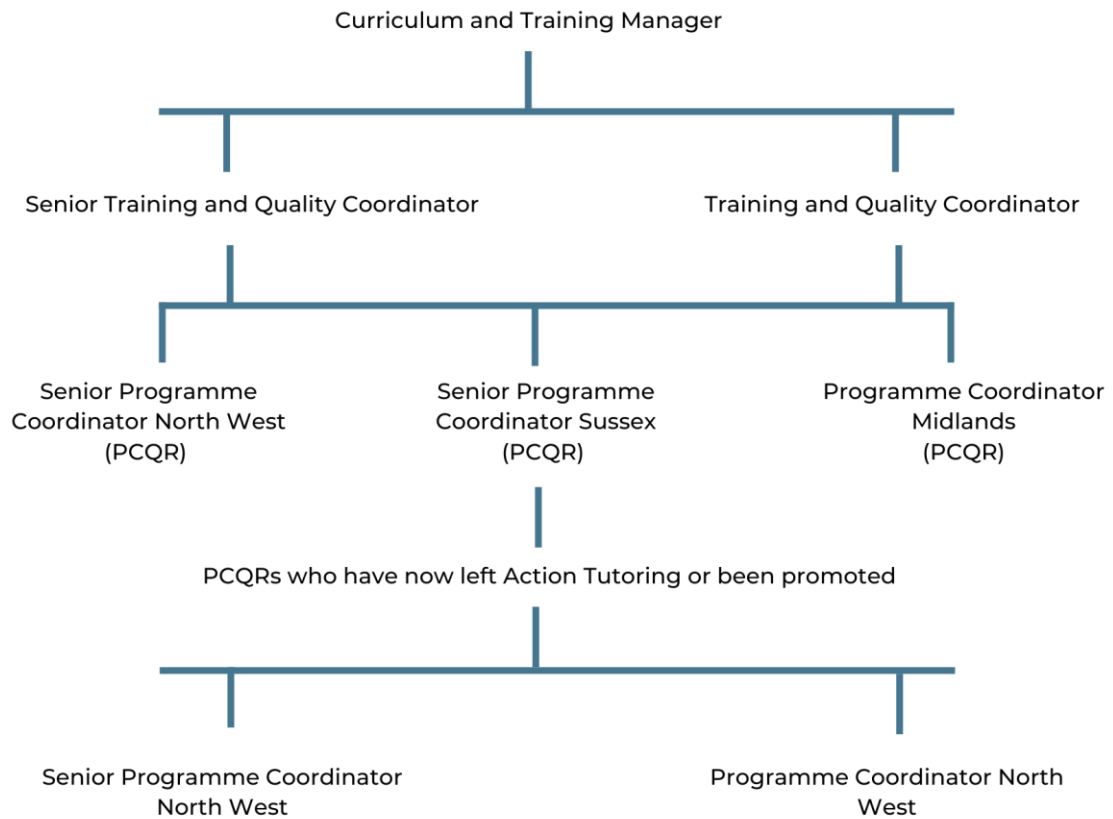 Curriculum and Training Manager
Senior Training and Quality Coordinator
Training and Quality Coordinator
Senior Programme
Coordinator North West
(PCQR)
Senior Programme
Coordinator Sussex
(PCQR)
Programme Coordinator
Midlands
(PCQR)
PCQRs who have now left Action Tutoring or been promoted
Senior Programme Coordinator
North West
Programme Coordinator North
West